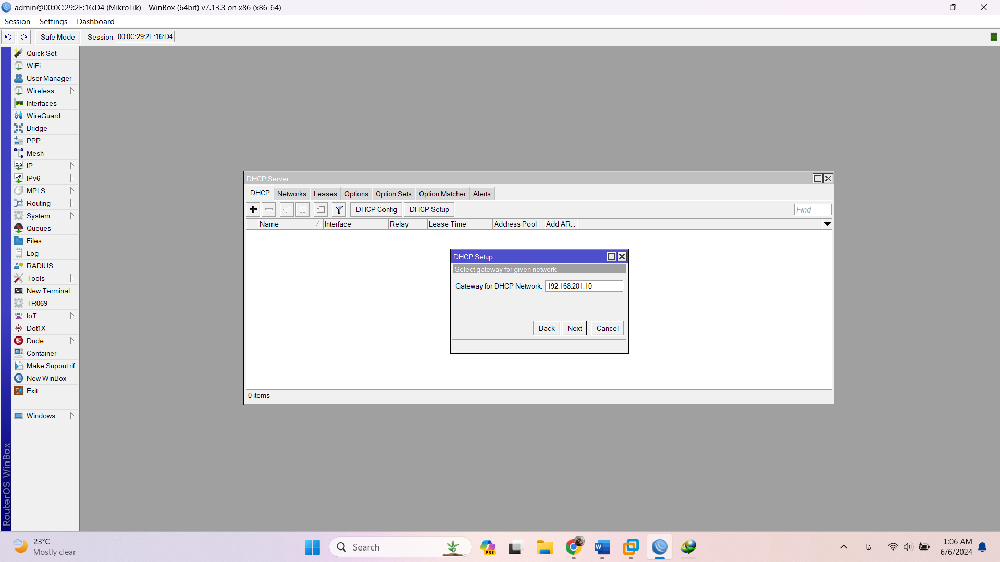 admin@00:0C:29:2E:16:D4 (MikroTik) - WinBox (64bit) v7.13.3 on x86 (x86_64)
Session Settings Dashboard
Safe Mode Session: 00:0C:29:2E:16:D4
Quick Set
WiFi
User Manager
Wireless
Interfaces
WireGuard
Bridge
PPP
Mesh
IP
IPv6
MPLS
Routing
System
Queues
Files
Log
RADIUS
Tools
New Terminal
TR069
IoT
Dot1X
Dude
Container
Make Supout.rif
New WinBox
Exit
Windows
RouterOS WinBox
DHCP Server
DHCP Networks Leases Options Option Sets Option Matcher Alerts
DHCP Config DHCP Setup Find
Name Interface Relay Lease Time Address Pool Add AR...
DHCP Setup
Select gateway for given network
Gateway for DHCP Network: 192.168.201.10
Back Next Cancel
0 items
23°C
Mostly clear
Search
PRE
فا
1:06 AM
6/6/2024